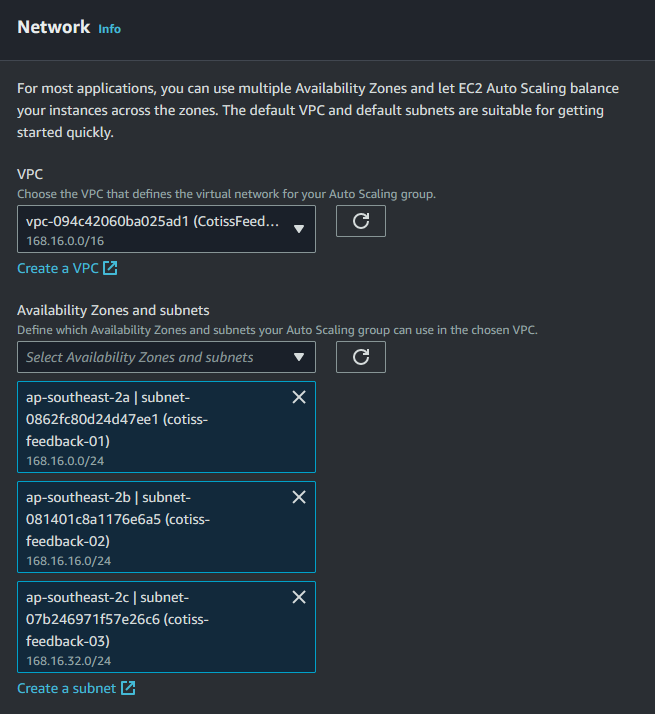 Network Info
For most applications, you can use multiple Availability Zones and let EC2 Auto Scaling balance
your instances across the zones. The default VPC and default subnets are suitable for getting
started quickly.
VPC
Choose the VPC that defines the virtual network for your Auto Scaling group.
vpc-094c42060ba025ad1 (CotissFeed...
168.16.0.0/16
Create a VPC
Availability Zones and subnets
Define which Availability Zones and subnets your Auto Scaling group can use in the chosen VPC.
Select Availability Zones and subnets
ap-southeast-2a | subnet-
0862fc80d24d47ee1 (cotiss-
feedback-01)
168.16.0.0/24
ap-southeast-2b | subnet-
081401c8a1176e6a5 (cotiss-
feedback-02)
168.16.16.0/24
ap-southeast-2c | subnet-
07b246971f57e26c6 (cotiss-
feedback-03)
168.16.32.0/24
Create a subnet